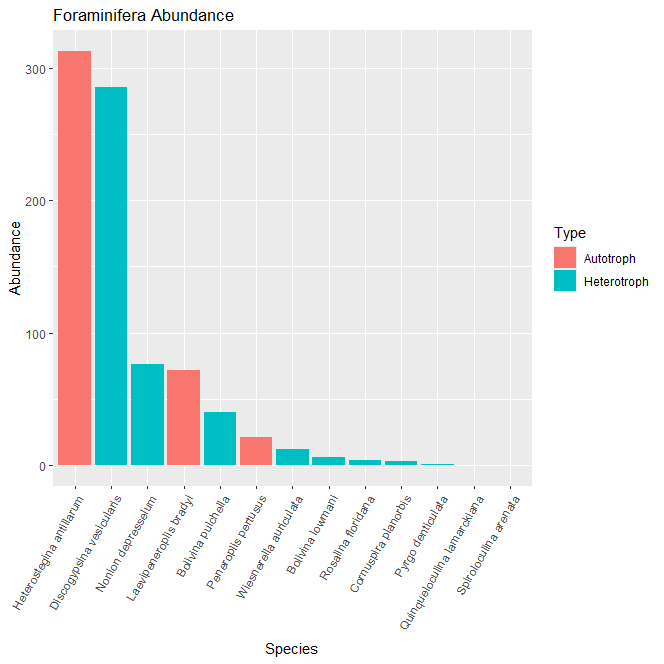 Foraminifera Abundance
Abundance
300
200
100
0
Heterostegina antillarum
Discogypsina vesicularis
Nonion depresselum
Laevipeneroplis bradyi
Bolivina pulchella
Peneroplis pertusus
Wiesnerella auriculata
Bolivina lowmani
Rosalina floridana
Cornuspira planorbis
Pyrgo denticulata
Quinqueloculina lamarckiana
Spiroloculina arenata
Species
Type
Autotroph
Heterotroph